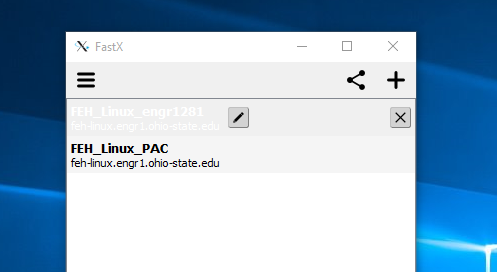 FastX
FEH_Linux_engr1281
feh-linux.engr1.ohio-state.edu
FEH_Linux_PAC
feh-linux.engr1.ohio-state.edu